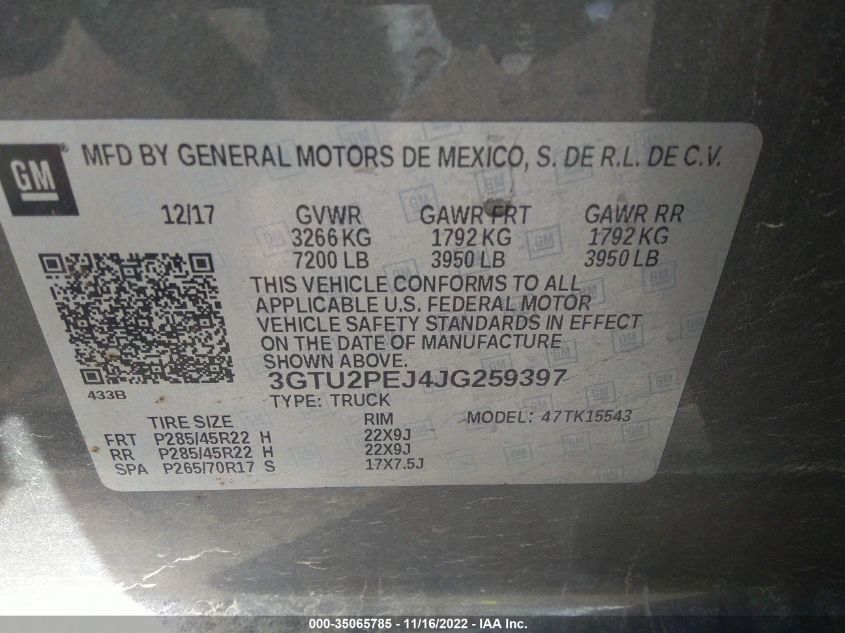 GM
MFD BY GENERAL MOTORS DE MEXICO, S. DE R.L. DE C.V.
12/17 GVWR GAWR FRT GAWR RR
3266 KG 1792 KG 1792 KG
7200 LB 3950 LB 3950 LB
THIS VEHICLE CONFORMS TO ALL
APPLICABLE U.S. FEDERAL MOTOR
VEHICLE SAFETY STANDARDS IN EFFECT
ON THE DATE OF MANUFACTURE
SHOWN ABOVE.
3GTU2PEJ4JG259397
433B
TYPE: TRUCK
TIRE SIZE RIM MODEL: 47TK15543
FRT P285/45R22 H 22X9J
RR P285/45R22 H 22X9J
SPA P265/70R17 S 17X7.5J
000-35065785 - 11/16/2022 - IAA Inc.